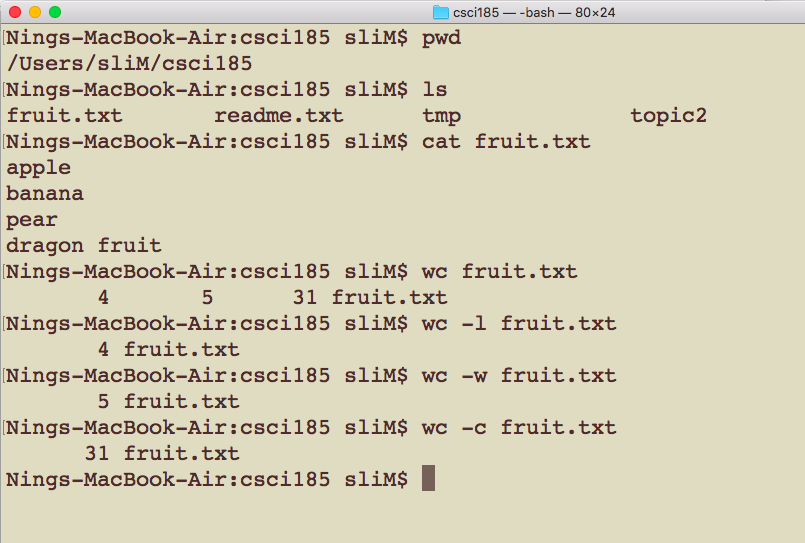 csci185 — -bash — 80×24
Nings-MacBook-Air:csci185 sliM$ pwd
/Users/sliM/csci185
Nings-MacBook-Air:csci185 sliM$ ls
fruit.txt       readme.txt      tmp             topic2
Nings-MacBook-Air:csci185 sliM$ cat fruit.txt
apple
banana
pear
dragon fruit
Nings-MacBook-Air:csci185 sliM$ wc fruit.txt
       4       5      31 fruit.txt
Nings-MacBook-Air:csci185 sliM$ wc -l fruit.txt
       4 fruit.txt
Nings-MacBook-Air:csci185 sliM$ wc -w fruit.txt
       5 fruit.txt
Nings-MacBook-Air:csci185 sliM$ wc -c fruit.txt
      31 fruit.txt
Nings-MacBook-Air:csci185 sliM$